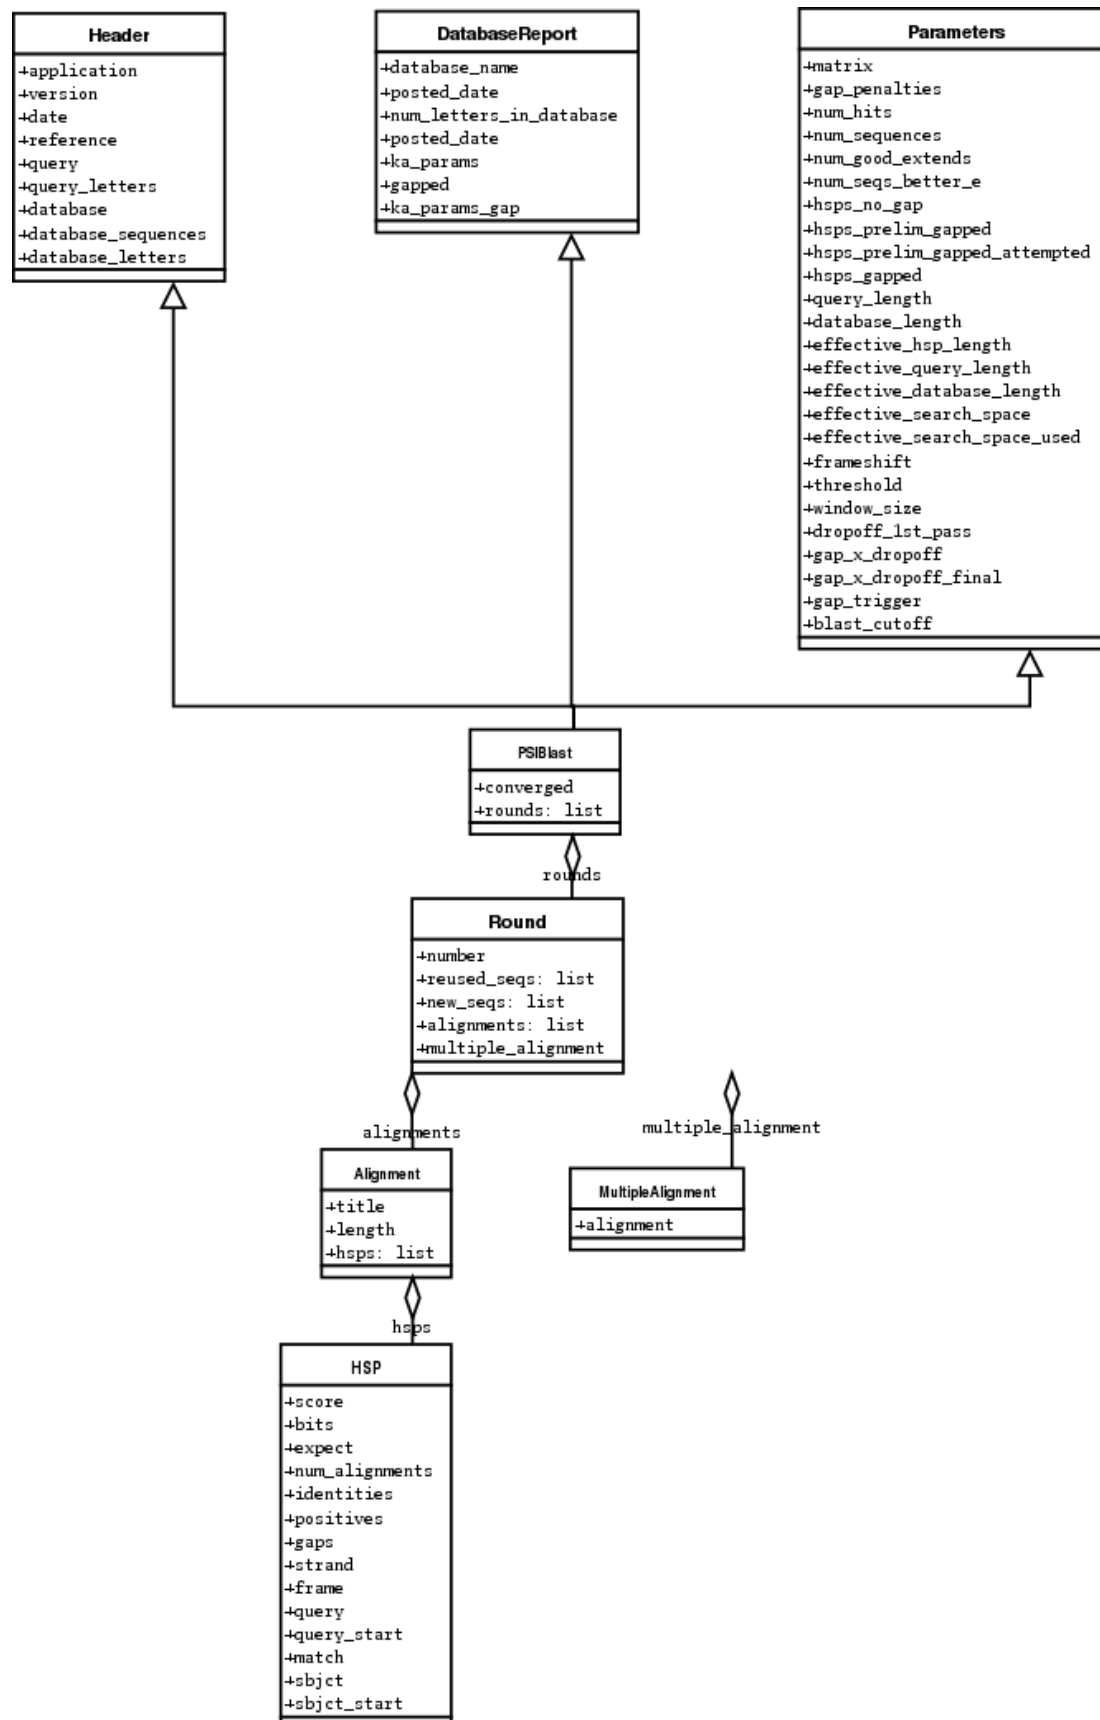 Header
+application
+version
+date
+reference
+query
+query_letters
+database
+database_sequences
+database_letters
DatabaseReport
+database_name
+posted_date
+num_letters_in_database
+posted_date
+ka_params
+gapped
+ka_params_gap
Parameters
+matrix
+gap_penalties
+num_hits
+num_sequences
+num_good_extends
+num_seqs_better_e
+hsps_no_gap
+hsps_prelim_gapped
+hsps_prelim_gapped_attempted
+hsps_gapped
+query_length
+database_length
+effective_hsp_length
+effective_query_length
+effective_database_length
+effective_search_space
+effective_search_space_used
+frameshift
+threshold
+window_size
+dropoff_1st_pass
+gap_x_dropoff
+gap_x_dropoff_final
+gap_trigger
+blast_cutoff
PSIBlast
+converged
+rounds: list
rounds
Round
+number
+reused_seqs: list
+new_seqs: list
+alignments: list
+multiple_alignment
alignments
multiple_alignment
Alignment
+title
+length
+hsps: list
MultipleAlignment
+alignment
hsps
HSP
+score
+bits
+expect
+num_alignments
+identities
+positives
+gaps
+strand
+frame
+query
+query_start
+match
+sbjct
+sbjct_start